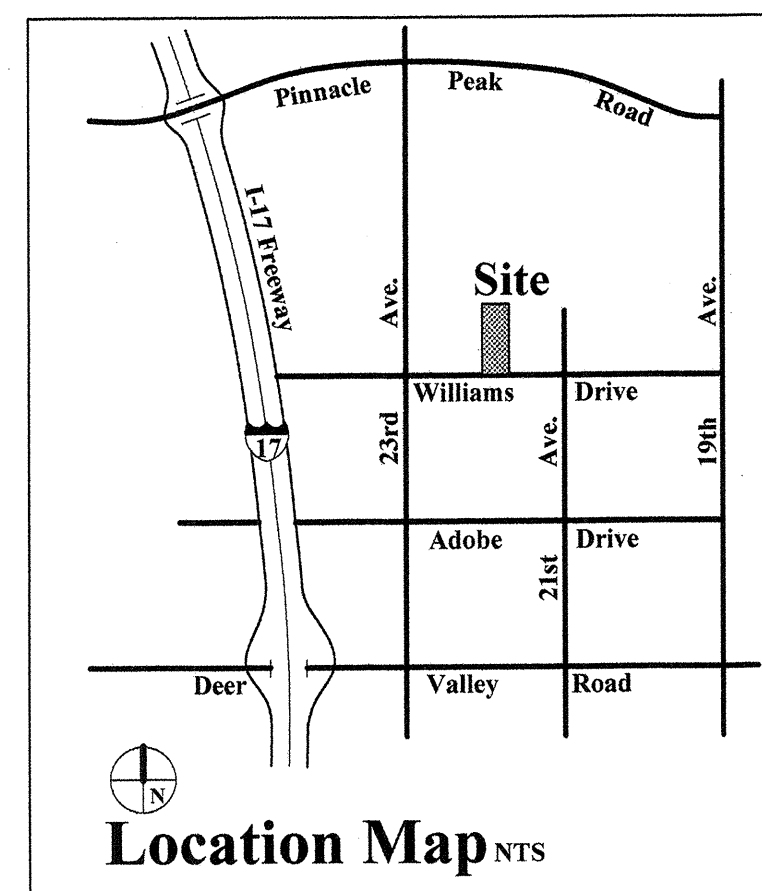 Pinnacle Peak Road
I-17 Freeway
Site
Ave.
Ave.
Williams Drive
23rd
Ave.
19th
17
Adobe Drive
21st
Deer Valley Road
N
Location Map NTS